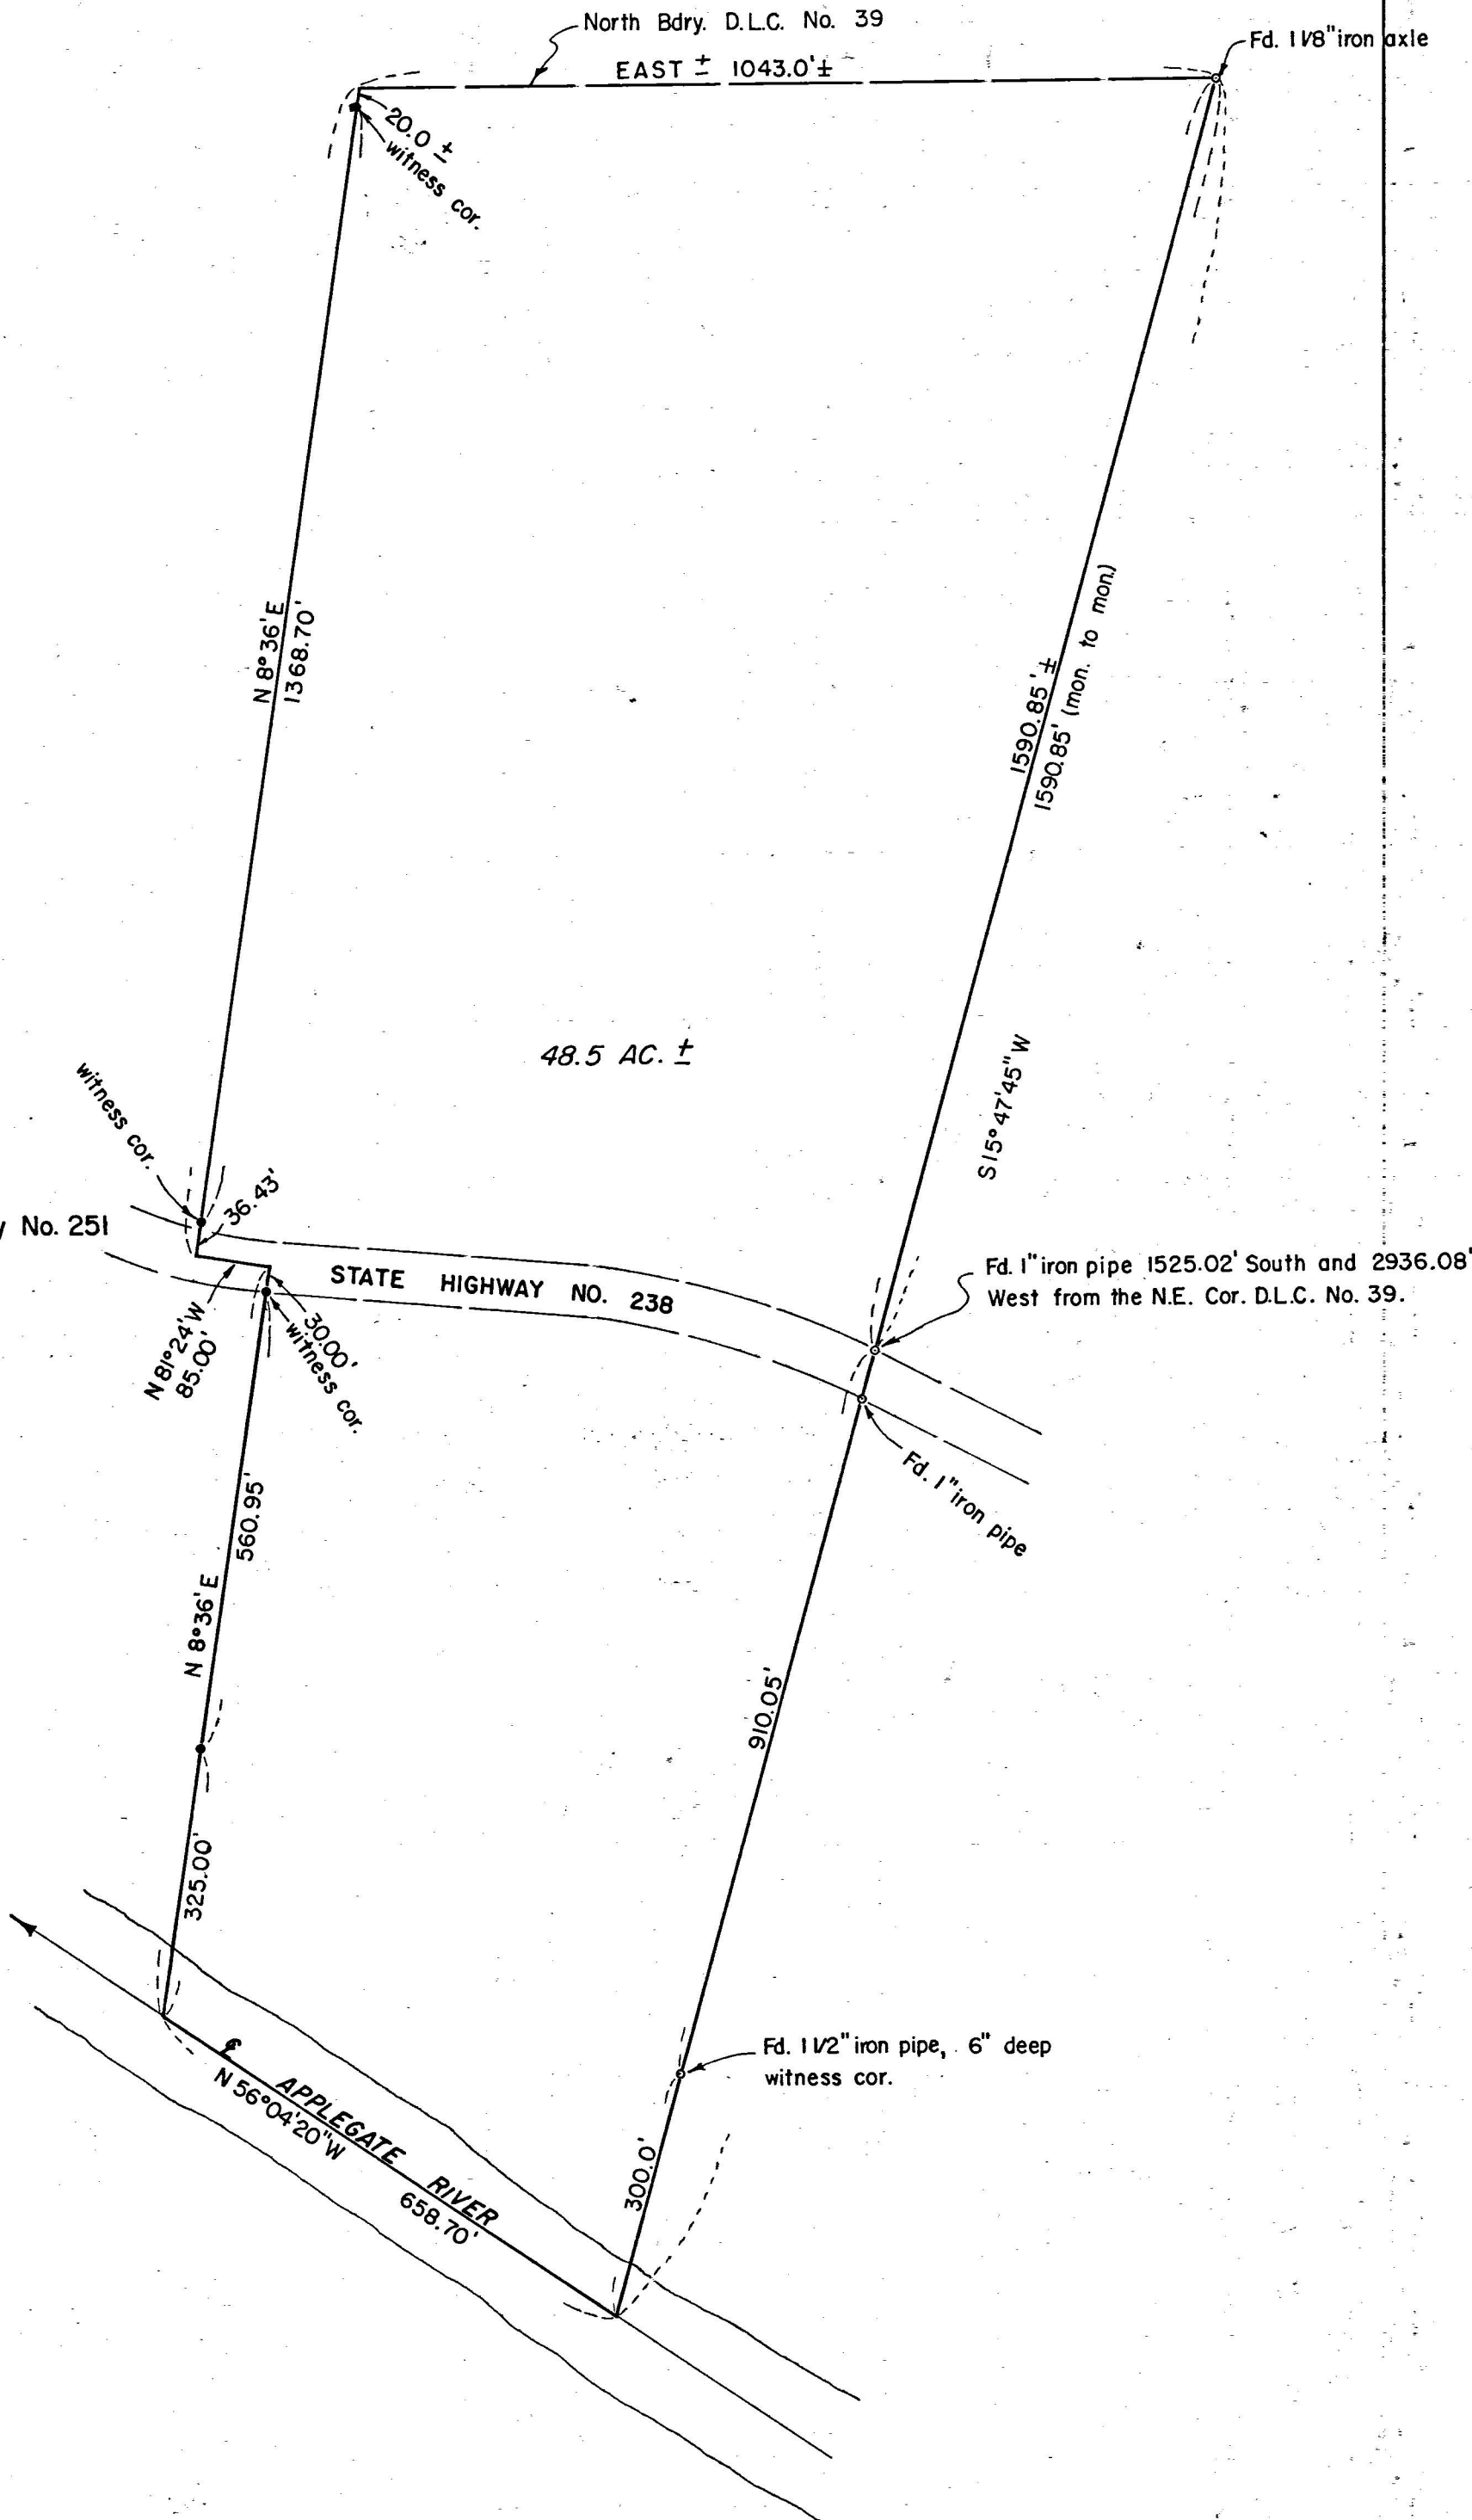 North Bdry. D.L.C. No. 39
EAST ± 1043.0'±
Fd. 1 1/8" iron axle
20.0 ±
witness cor.
N 8°36' E
1368.70'
1590.85'±
1590.85' (mon. to mon.)
48.5 AC. ±
S 15° 47' 45" W
witness cor.
36.43'
No. 251
STATE HIGHWAY NO. 238
Fd. 1" iron pipe 1525.02' South and 2936.08'
West from the N.E. Cor. D.L.C. No. 39.
N 81° 24' W
85.00'
30.00'
witness cor.
Fd. 1" iron pipe
560.95'
N 8°36' E
910.05'
325.00'
Fd. 1 1/2" iron pipe, 6" deep
witness cor.
℄ APPLEGATE RIVER
N 56°04'20" W
658.70'
300.0'